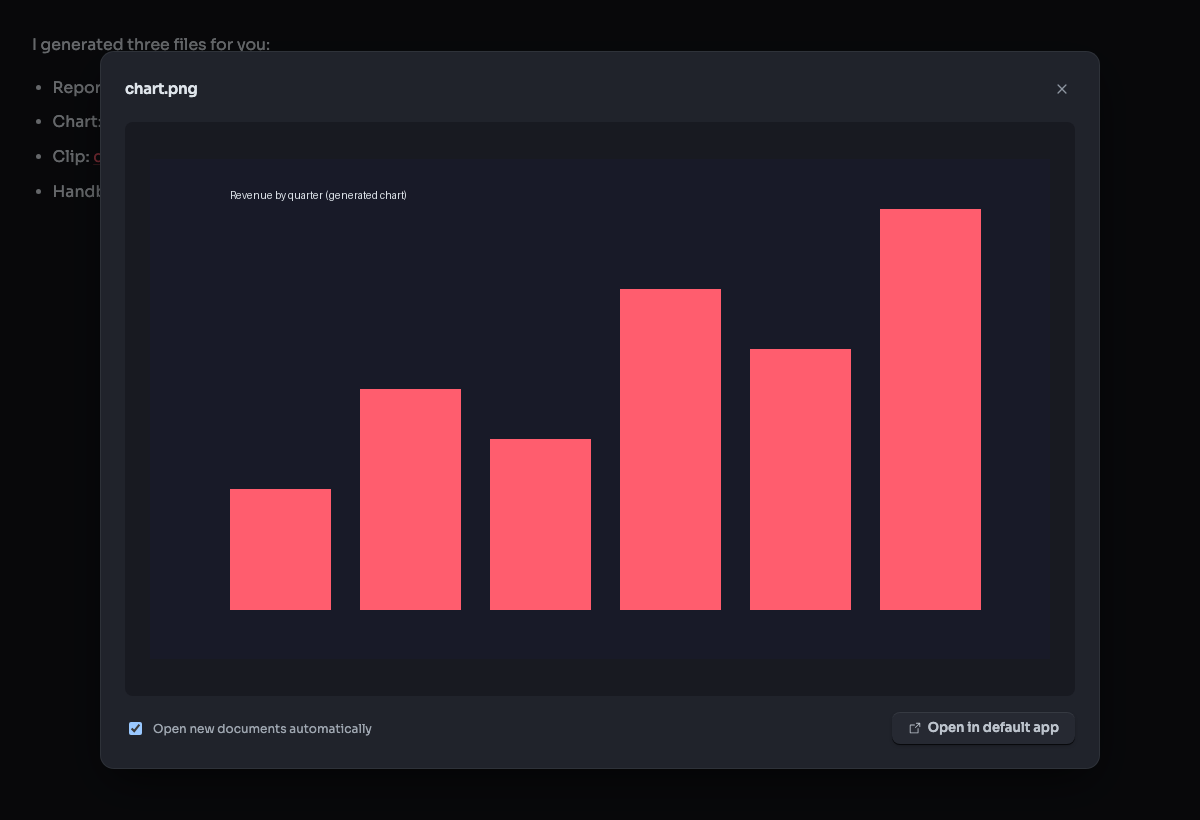 I generated three files for you:
Repor
Chart:
Clip: c
Handb
chart.png
Revenue by quarter (generated chart)
Open new documents automatically
Open in default app